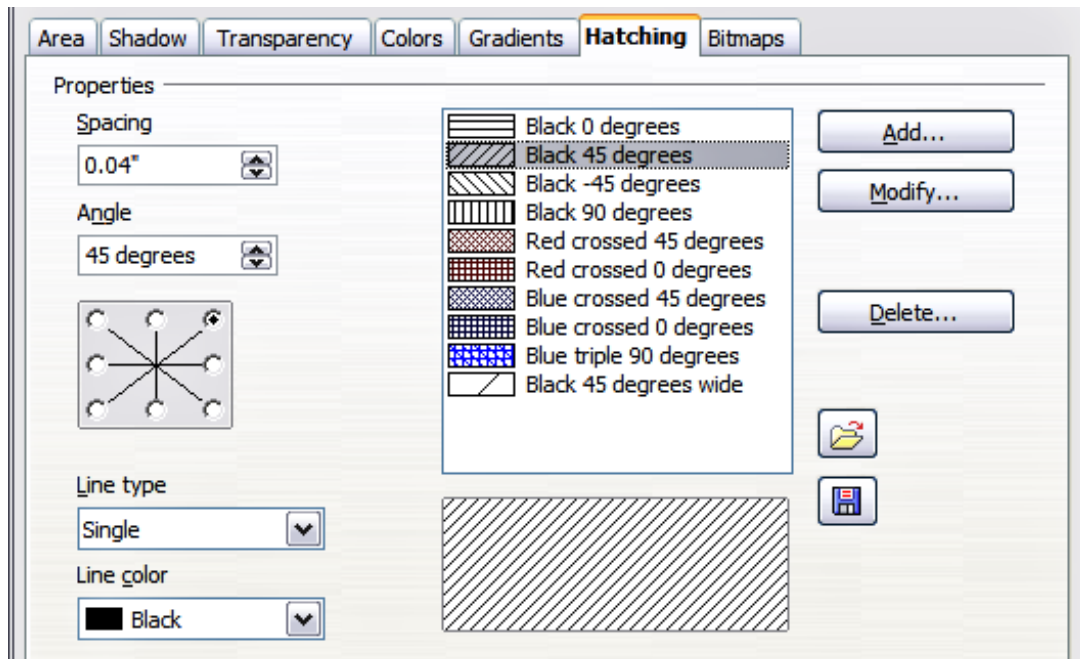 Area Shadow Transparency Colors Gradients Hatching Bitmaps
Properties
Spacing
0.04"
Angle
45 degrees
Line type
Single
Line color
Black
Black 0 degrees
Black 45 degrees
Black -45 degrees
Black 90 degrees
Red crossed 45 degrees
Red crossed 0 degrees
Blue crossed 45 degrees
Blue crossed 0 degrees
Blue triple 90 degrees
Black 45 degrees wide
Add...
Modify...
Delete...